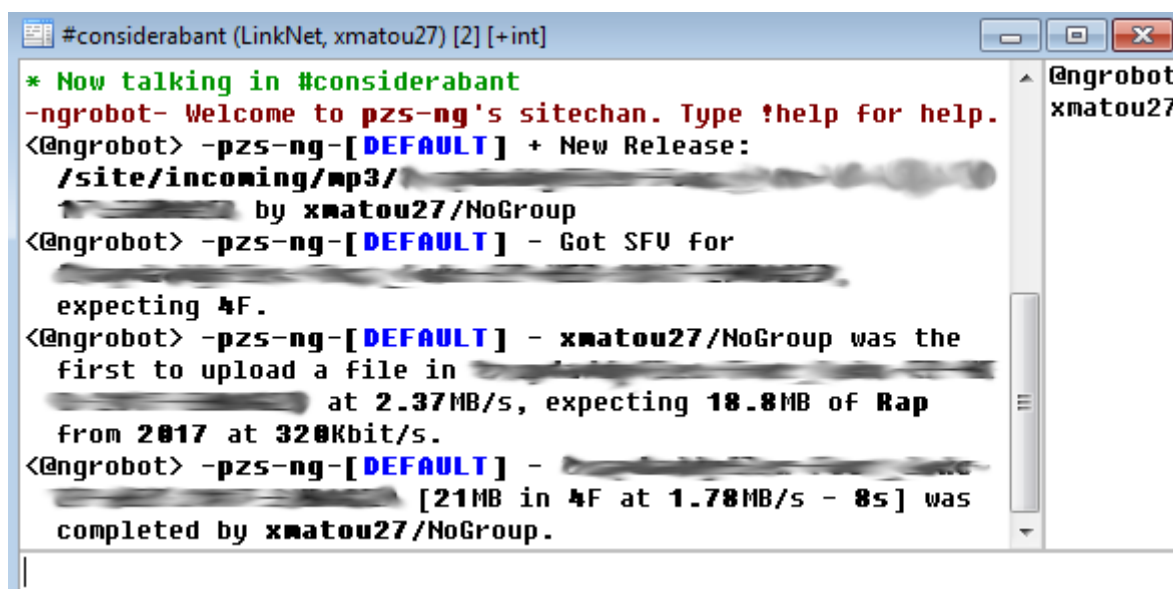 #considerabant (LinkNet, xmatou27) [2] [+int]
* Now talking in #considerabant
-ngrobot- Welcome to pzs-ng's sitechan. Type !help for help.
<@ngrobot> -pzs-ng-[DEFAULT] + New Release:
/site/incoming/mp3/
by xmatou27/NoGroup
<@ngrobot> -pzs-ng-[DEFAULT] - Got SFV for
expecting 4F.
<@ngrobot> -pzs-ng-[DEFAULT] - xmatou27/NoGroup was the
first to upload a file in
at 2.37MB/s, expecting 18.8MB of Rap
from 2017 at 320Kbit/s.
<@ngrobot> -pzs-ng-[DEFAULT] -
[21MB in 4F at 1.78MB/s - 8s] was
completed by xmatou27/NoGroup.
@ngrobot
xmatou27